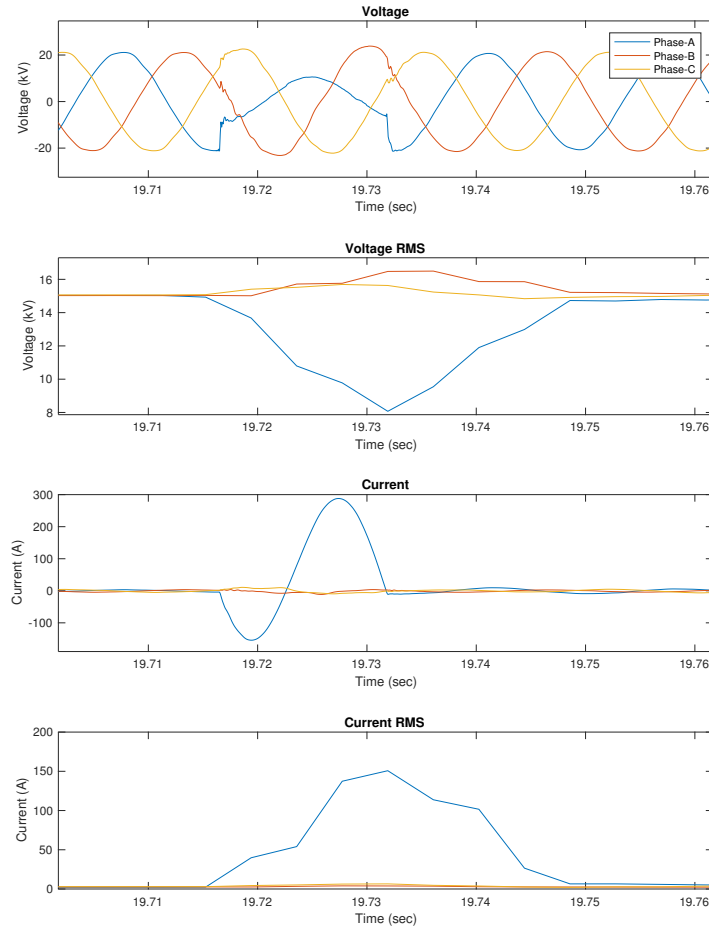 Voltage
Voltage (kV)
20
0
-20
Phase-A
Phase-B
Phase-C
19.71 19.72 19.73 19.74 19.75 19.76
Time (sec)
Voltage RMS
Voltage (kV)
16
14
12
10
8
19.71 19.72 19.73 19.74 19.75 19.76
Time (sec)
Current
Current (A)
300
200
100
0
-100
19.71 19.72 19.73 19.74 19.75 19.76
Time (sec)
Current RMS
Current (A)
200
150
100
50
0
19.71 19.72 19.73 19.74 19.75 19.76
Time (sec)